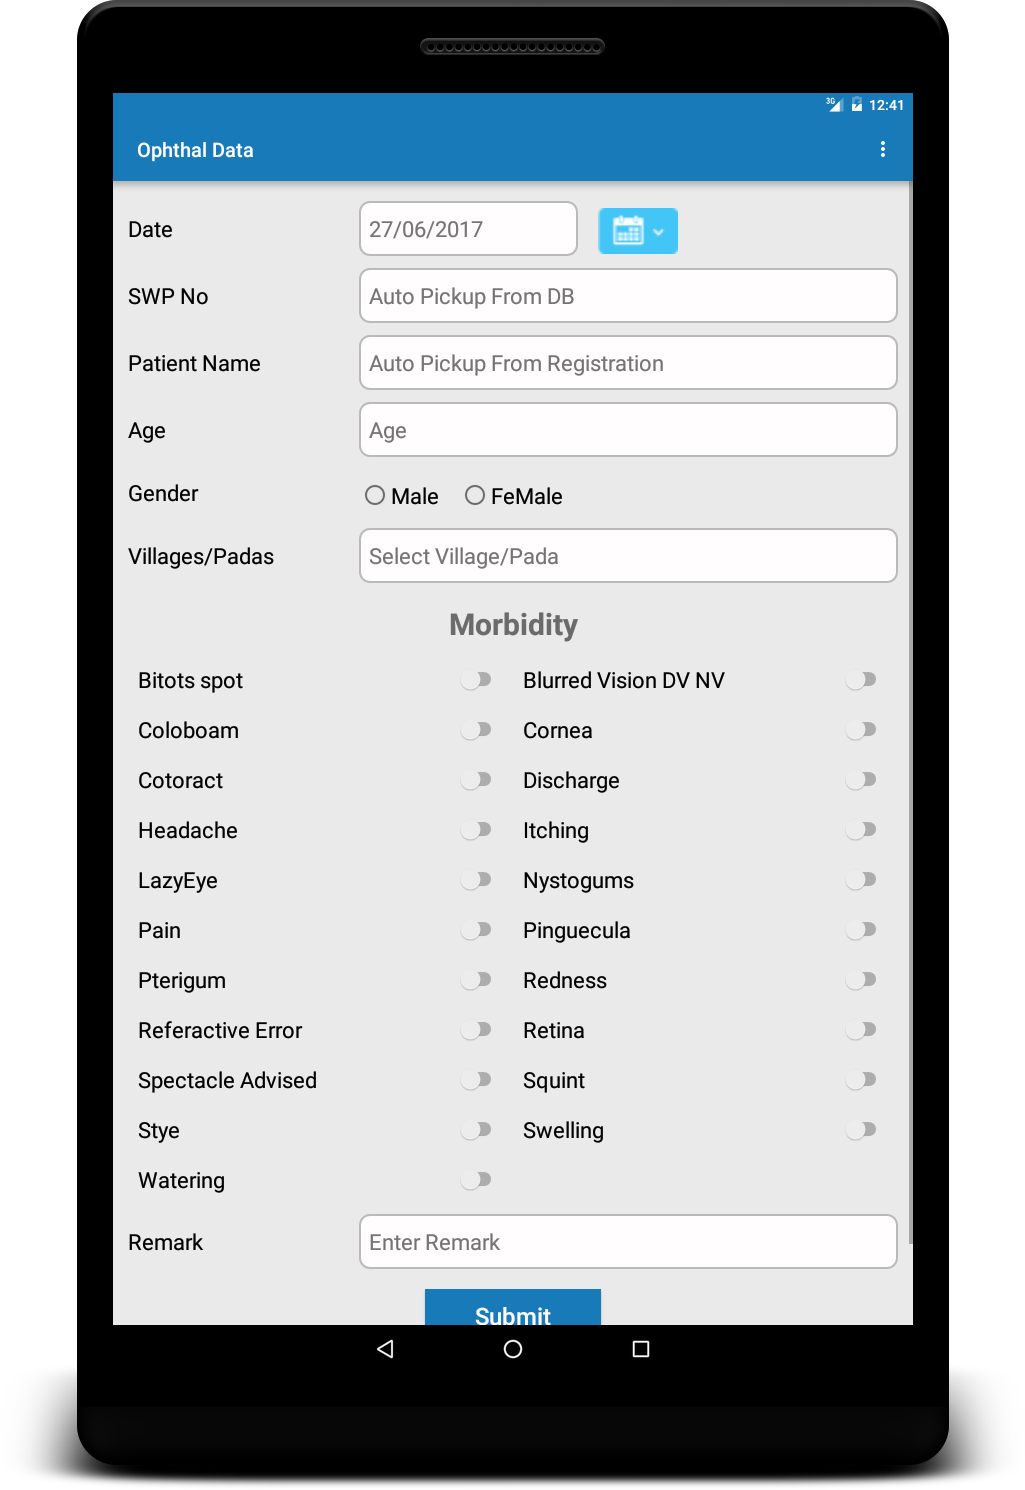 3G 12:41
Ophthal Data
Date 27/06/2017
SWP No Auto Pickup From DB
Patient Name Auto Pickup From Registration
Age Age
Gender Male FeMale
Villages/Padas Select Village/Pada
Morbidity
Bitots spot Blurred Vision DV NV
Coloboam Cornea
Cotoract Discharge
Headache Itching
LazyEye Nystogums
Pain Pinguecula
Pterigum Redness
Referactive Error Retina
Spectacle Advised Squint
Stye Swelling
Watering
Remark Enter Remark
Submit